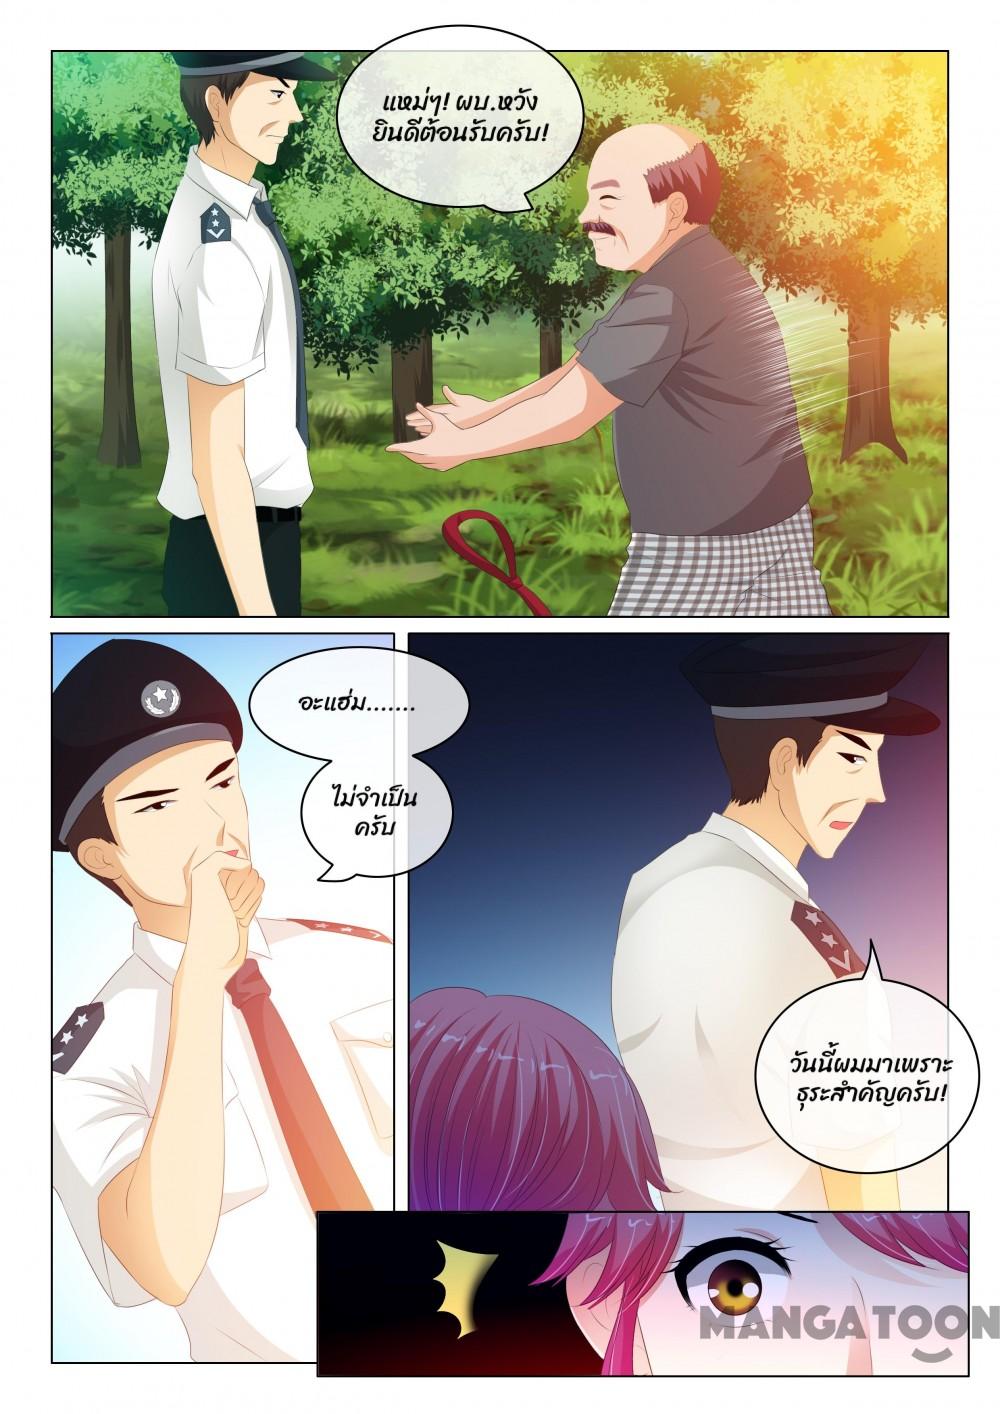 แหม่ๆ! ผบ.หวัง
ยินดีต้อนรับครับ!
อะแฮ่ม.......
ไม่จำเป็น
ครับ
วันนี้ผมมาเพราะ
ธุระสำคัญครับ!
MANGATOON